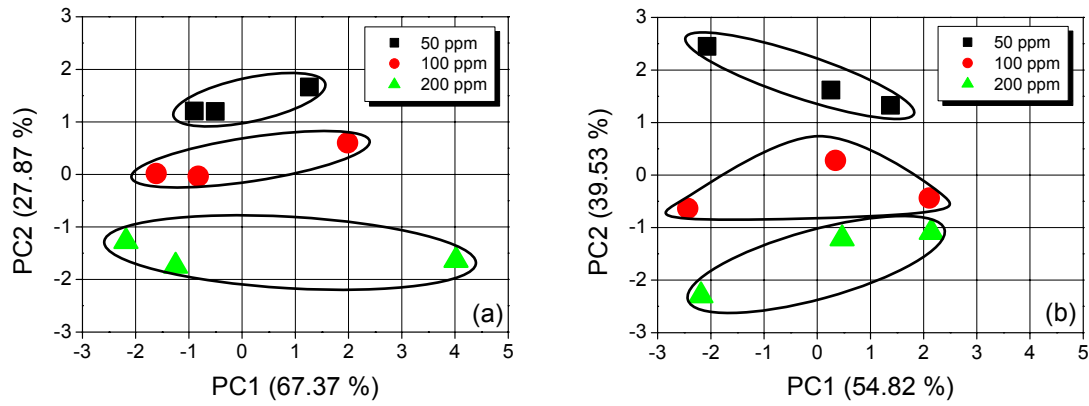 3
2
1
0
-1
-2
-3
PC2 (27.87 %)
50 ppm
100 ppm
200 ppm
(a)
-3 -2 -1 0 1 2 3 4 5
PC1 (67.37 %)
3
2
1
0
-1
-2
-3
PC2 (39.53 %)
50 ppm
100 ppm
200 ppm
(b)
-3 -2 -1 0 1 2 3 4 5
PC1 (54.82 %)